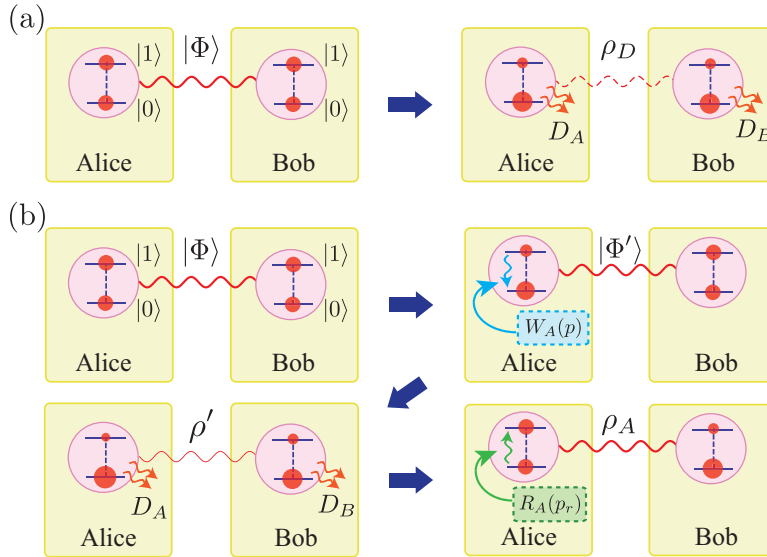 (a)
|1⟩ |Φ⟩ |1⟩
|0⟩ |0⟩
Alice Bob
ρ_D
D_A D_B
Alice Bob
(b)
|1⟩ |Φ⟩ |1⟩
|0⟩ |0⟩
Alice Bob
|Φ′⟩
W_A(p)
Alice Bob
ρ′
D_A D_B
Alice Bob
ρ_A
R_A(p_r)
Alice Bob